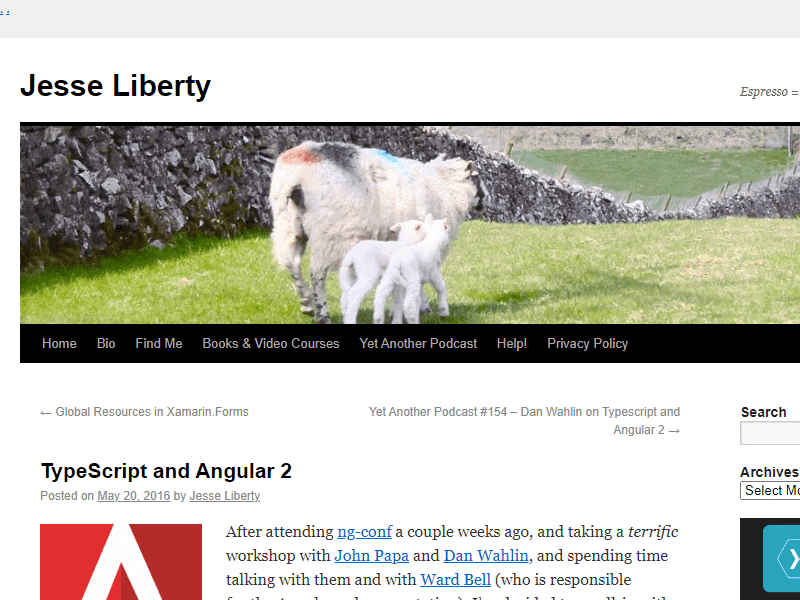 Jesse Liberty
Espresso =
Home Bio Find Me Books & Video Courses Yet Another Podcast Help! Privacy Policy
← Global Resources in Xamarin.Forms
Yet Another Podcast #154 – Dan Wahlin on Typescript and
Angular 2 →
TypeScript and Angular 2
Posted on May 20, 2016 by Jesse Liberty
After attending ng-conf a couple weeks ago, and taking a terrific
workshop with John Papa and Dan Wahlin, and spending time
talking with them and with Ward Bell (who is responsible
Search
Archives
Select Mo